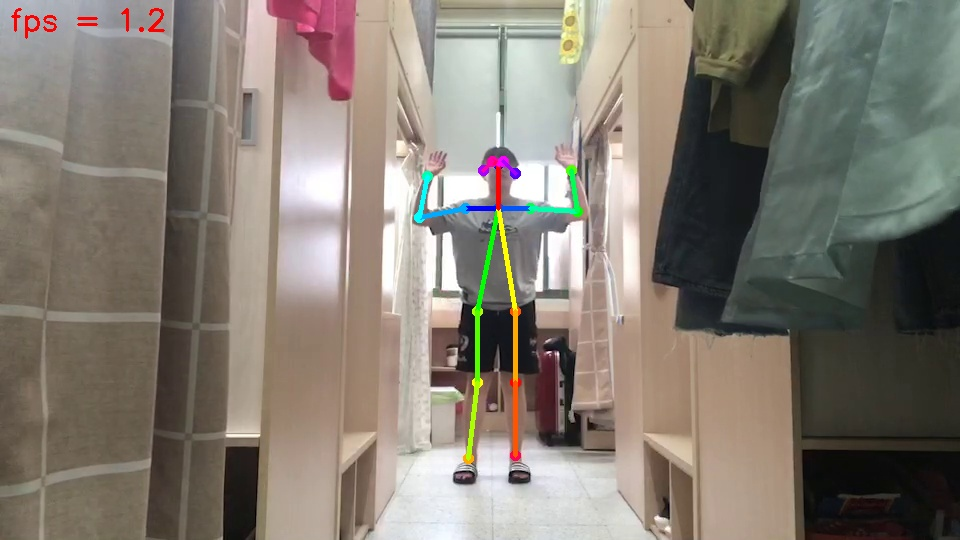 fps = 1.2